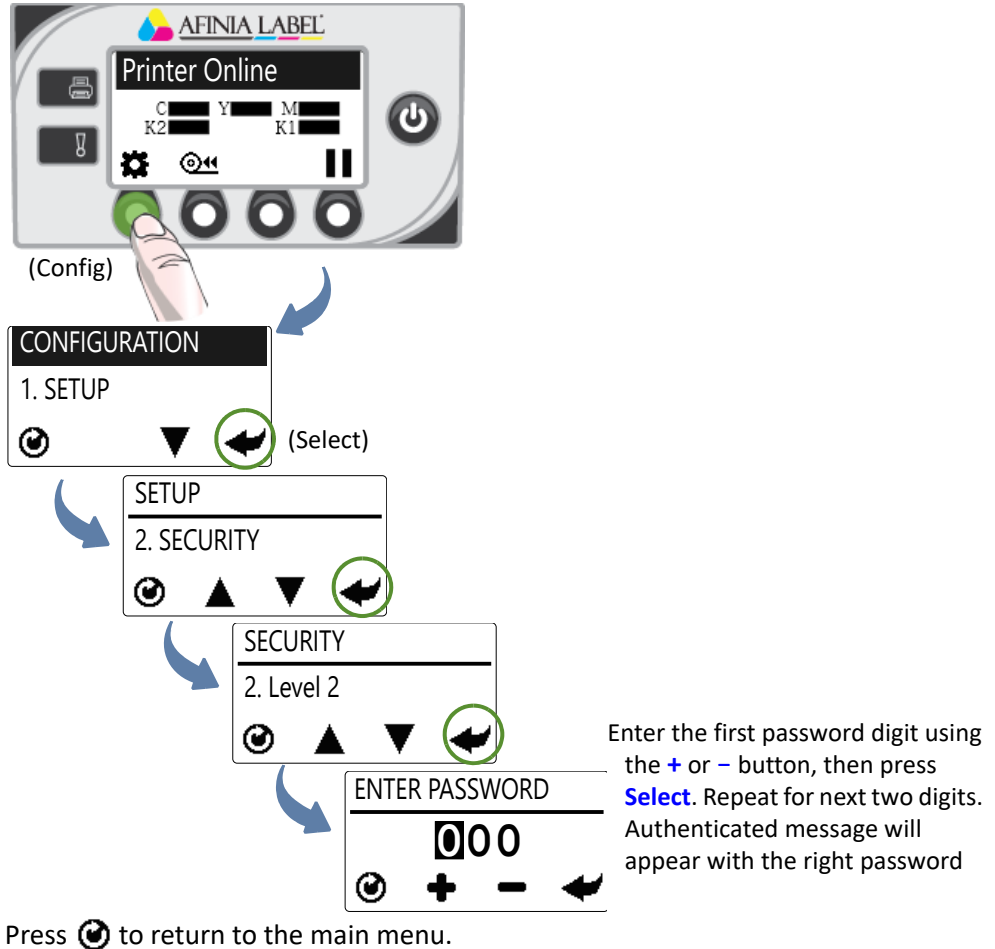 AFINIA LABEL
Printer Online
C Y M
K2 K1
(Config)
CONFIGURATION
1. SETUP
(Select)
SETUP
2. SECURITY
SECURITY
2. Level 2
Enter the first password digit using
the + or − button, then press
Select. Repeat for next two digits.
Authenticated message will
appear with the right password
ENTER PASSWORD
000
Press to return to the main menu.